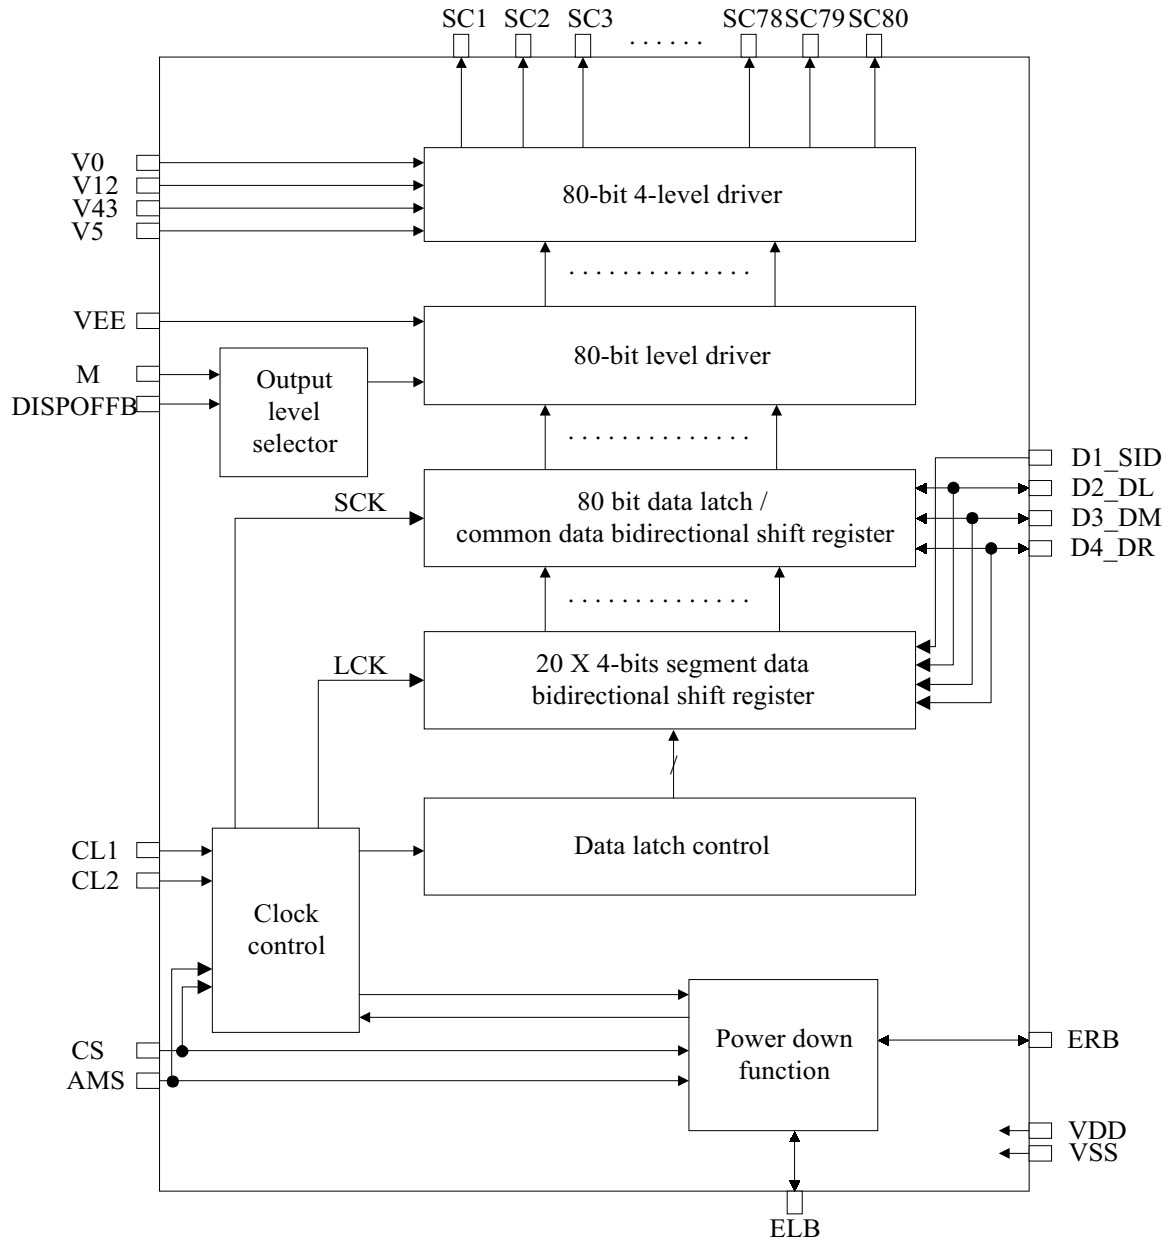 SC1 SC2 SC3 ...... SC78 SC79 SC80
V0
V12
V43
V5
80-bit 4-level driver
..............
VEE
80-bit level driver
M
DISPOFFB
Output
level
selector
..............
D1_SID
D2_DL
D3_DM
D4_DR
SCK
80 bit data latch /
common data bidirectional shift register
..............
LCK
20 X 4-bits segment data
bidirectional shift register
CL1
CL2
Data latch control
Clock
control
CS
AMS
Power down
function
ERB
VDD
VSS
ELB